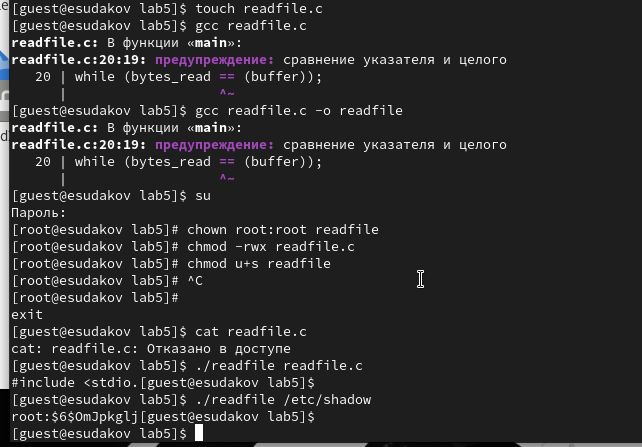 [guest@esudakov lab5]$ touch readfile.c
[guest@esudakov lab5]$ gcc readfile.c
readfile.c: В функции «main»:
readfile.c:20:19: предупреждение: сравнение указателя и целого
   20 | while (bytes_read == (buffer));
      |                   ^~
[guest@esudakov lab5]$ gcc readfile.c -o readfile
readfile.c: В функции «main»:
readfile.c:20:19: предупреждение: сравнение указателя и целого
   20 | while (bytes_read == (buffer));
      |                   ^~
[guest@esudakov lab5]$ su
Пароль:
[root@esudakov lab5]# chown root:root readfile
[root@esudakov lab5]# chmod -rwx readfile.c
[root@esudakov lab5]# chmod u+s readfile
[root@esudakov lab5]# ^C
[root@esudakov lab5]#
exit
[guest@esudakov lab5]$ cat readfile.c
cat: readfile.c: Отказано в доступе
[guest@esudakov lab5]$ ./readfile readfile.c
#include <stdio.[guest@esudakov lab5]$
[guest@esudakov lab5]$ ./readfile /etc/shadow
root:$6$OmJpkglj[guest@esudakov lab5]$
[guest@esudakov lab5]$